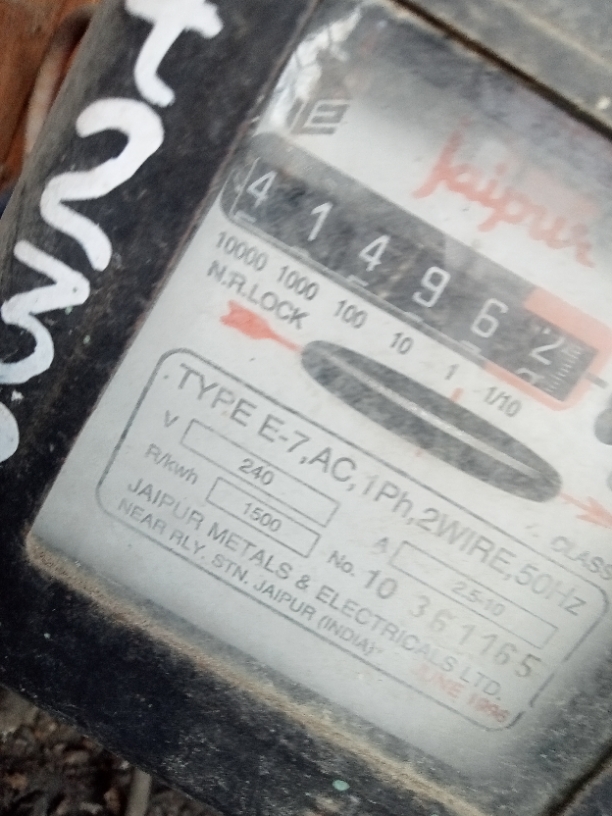 Jaipur
4 1 4 9 6 2
10000 1000 100 10 1 1/10
N.R.LOCK
TYPE E-7,AC,1Ph,2WIRE,50Hz
V 240 A 2.5-10
R/kwh 1500 No. 10 361165
JAIPUR METALS & ELECTRICALS LTD.
NEAR RLY. STN. JAIPUR (INDIA)
CLASS
JUNE 1996